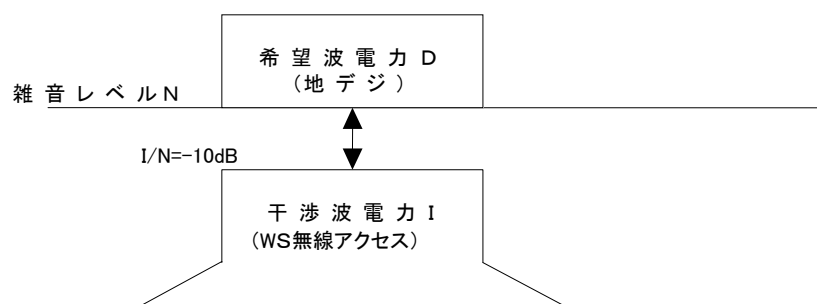 希望波電力D
(地デジ)
雑音レベルN
I/N=-10dB
干渉波電力I
(WS無線アクセス)